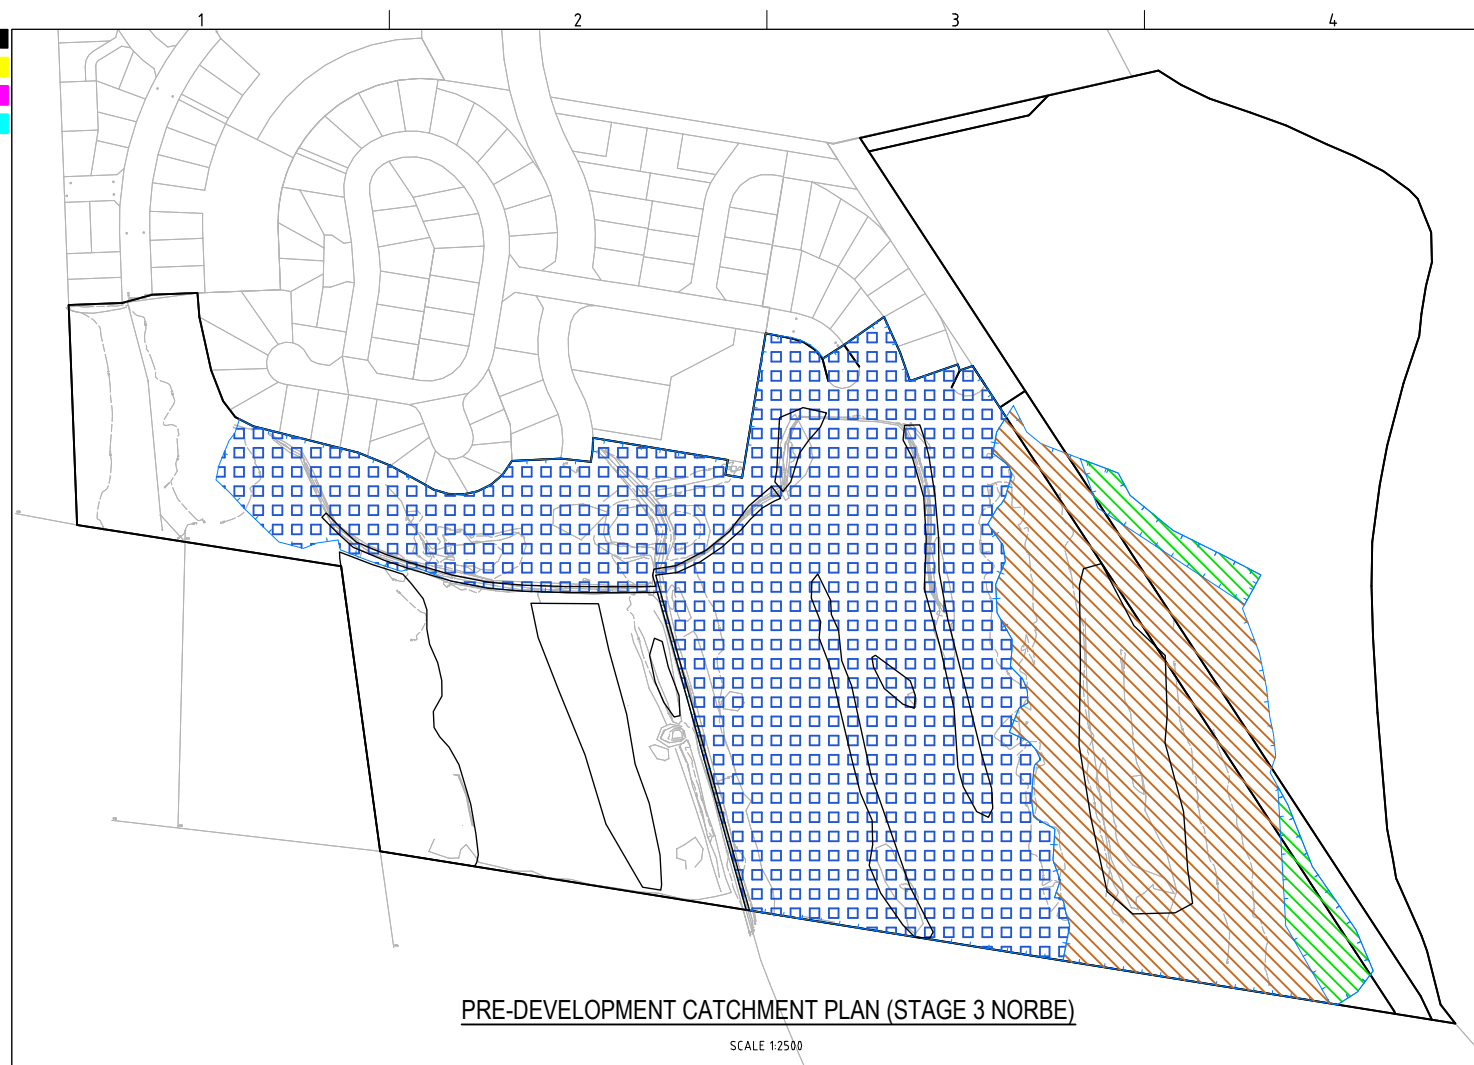 1 2 3 4
PRE-DEVELOPMENT CATCHMENT PLAN (STAGE 3 NORBE)
SCALE 1:2500